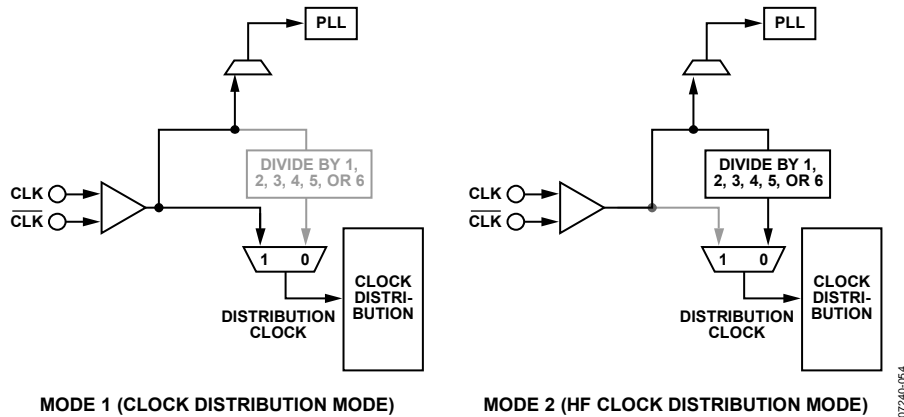 PLL
DIVIDE BY 1,
2, 3, 4, 5, OR 6
CLK
CLK
1 0
CLOCK
DISTRI-
BUTION
DISTRIBUTION
CLOCK
MODE 1 (CLOCK DISTRIBUTION MODE)
PLL
DIVIDE BY 1,
2, 3, 4, 5, OR 6
CLK
CLK
1 0
CLOCK
DISTRI-
BUTION
DISTRIBUTION
CLOCK
MODE 2 (HF CLOCK DISTRIBUTION MODE)
07240-054